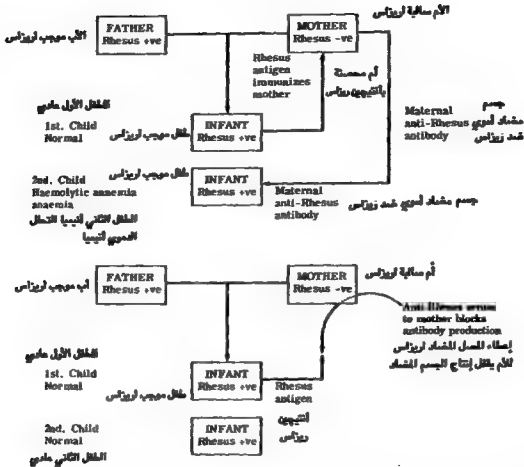 الأم سالبة لريزاس
الأب موجب لريزاس
FATHER
Rhesus +ve
MOTHER
Rhesus -ve
Rhesus
antigen
immunizes
mother
أم محصنة
بأنتيجين ريزاس
الطفل الأول عادي
1st. Child
Normal
طفل موجب لريزاس
INFANT
Rhesus +ve
Maternal
anti-Rhesus
antibody
جسم
مضاد أموي
ضد ريزاس
2nd. Child
Haemolytic anaemia
anaemia
الطفل الثاني أنيميا التحلل
الدموي أنيميا
طفل موجب لريزاس
INFANT
Rhesus +ve
Maternal
anti-Rhesus
antibody
جسم مضاد أموي ضد ريزاس
أم سالبة لريزاس
أب موجب لريزاس
FATHER
Rhesus +ve
MOTHER
Rhesus -ve
Anti-Rhesus serum
to mother blocks
antibody production
إعطاء المصل المضاد لريزاس
للأم يقلل إنتاج الجسم المضاد
الطفل الأول عادي
1st. Child
Normal
طفل موجب لريزاس
INFANT
Rhesus +ve
Rhesus
antigen
أنتيجين
ريزاس
2nd. Child
Normal
الطفل الثاني عادي
INFANT
Rhesus +ve